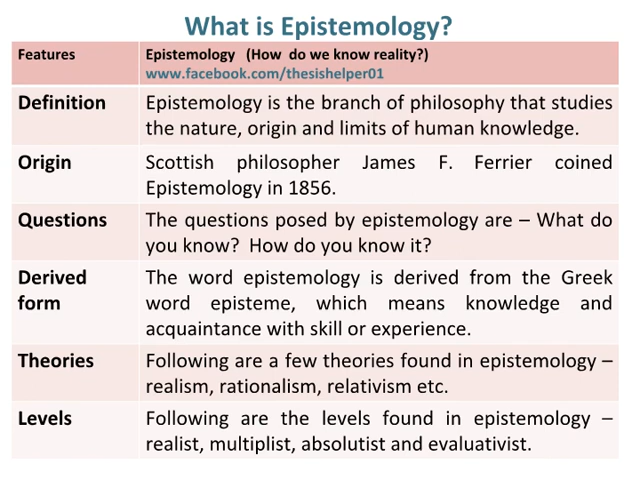 What is Epistemology?
Features
Epistemology (How do we know reality?)
www.facebook.com/thesishelper01
Definition
Epistemology is the branch of philosophy that studies
the nature, origin and limits of human knowledge.
Origin
Scottish philosopher James F. Ferrier coined
Epistemology in 1856.
Questions
The questions posed by epistemology are – What do
you know? How do you know it?
Derived
form
The word epistemology is derived from the Greek
word episteme, which means knowledge and
acquaintance with skill or experience.
Theories
Following are a few theories found in epistemology –
realism, rationalism, relativism etc.
Levels
Following are the levels found in epistemology –
realist, multiplist, absolutist and evaluativist.